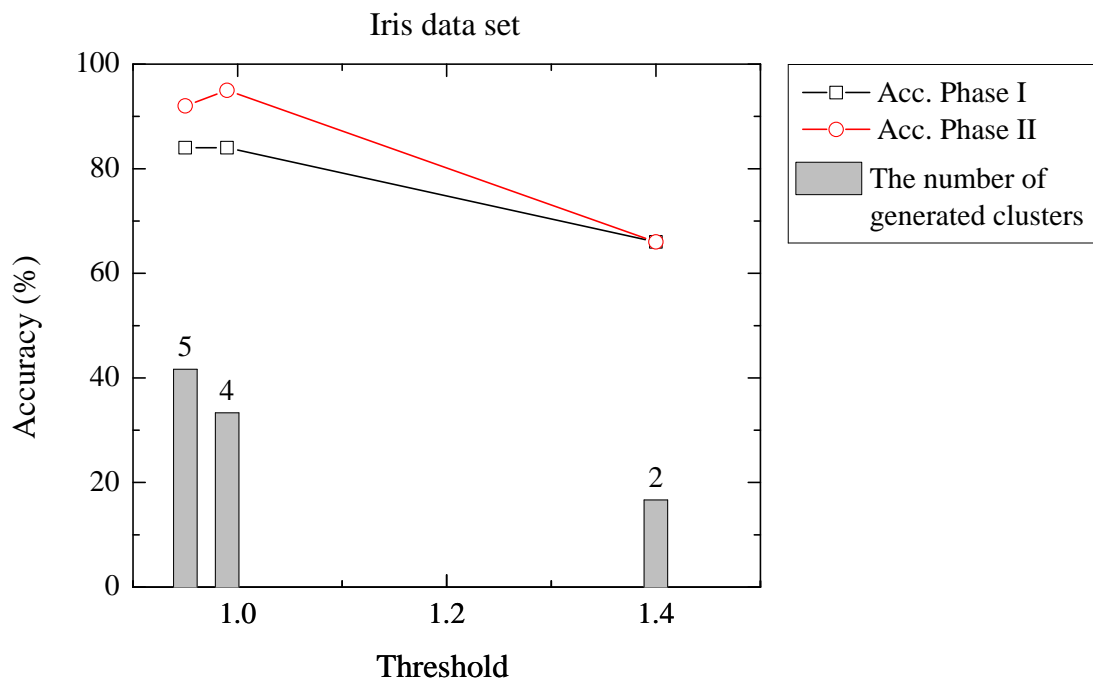 Iris data set
100
80
60
40
20
0
Accuracy (%)
5
4
2
1.0
1.2
1.4
Threshold
Acc. Phase I
Acc. Phase II
The number of
generated clusters